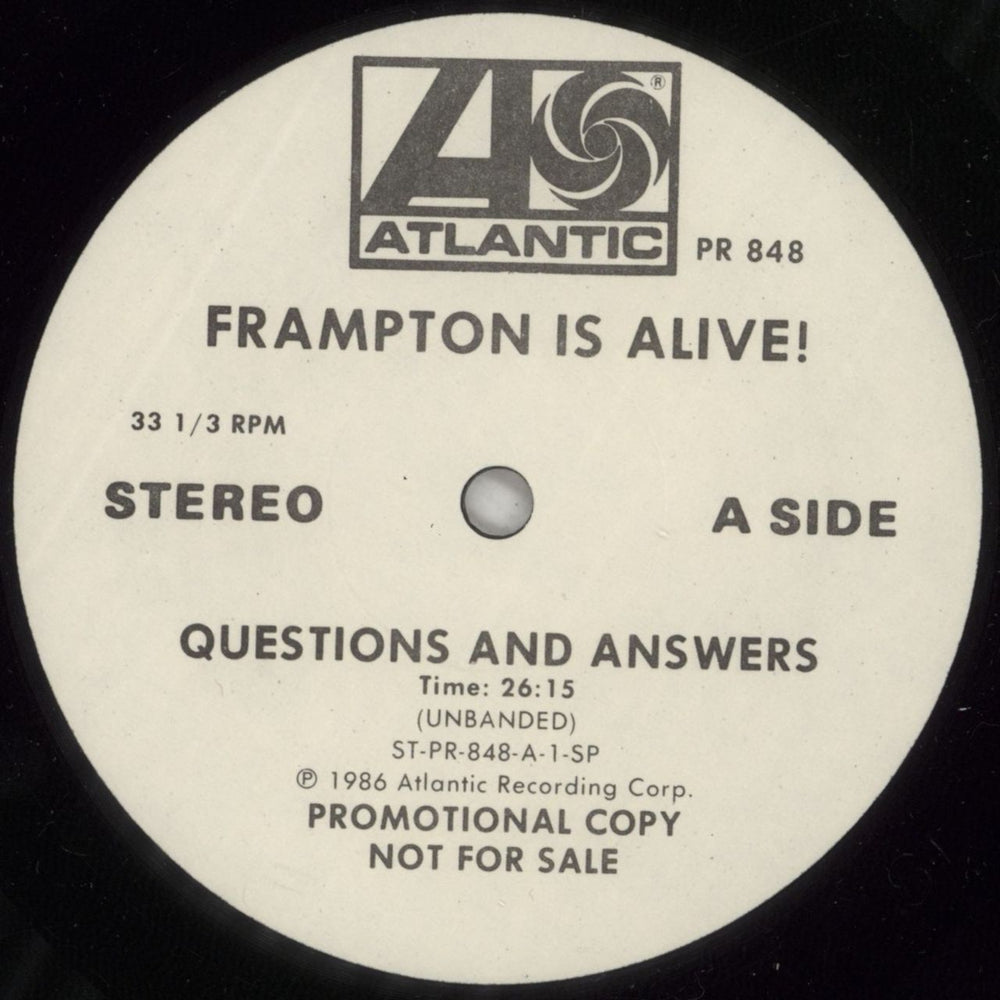 ®
ATLANTIC
PR 848
FRAMPTON IS ALIVE!
33 1/3 RPM
STEREO
A SIDE
QUESTIONS AND ANSWERS
Time: 26:15
(UNBANDED)
ST-PR-848-A-1-SP
℗ 1986 Atlantic Recording Corp.
PROMOTIONAL COPY
NOT FOR SALE